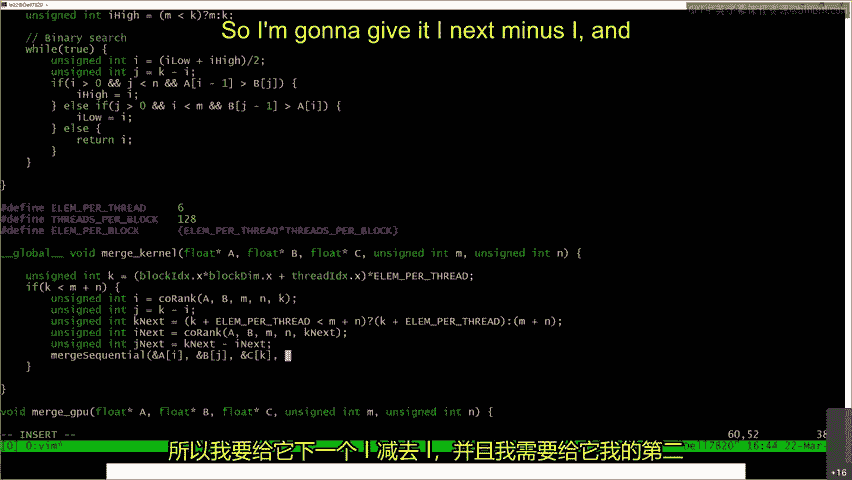 unsigned int iHigh = (m < k)?m:k;
So I'm gonna give it I next minus I, and
// Binary search
while(true) {
unsigned int i = (iLow + iHigh)/2;
unsigned int j = k - i;
if(i > 0 && j < n && A[i - 1] > B[j]) {
iHigh = i;
} else if(j > 0 && i < m && B[j - 1] > A[i]) {
iLow = i;
} else {
return i;
}
}
}
#define ELEM_PER_THREAD 6
#define THREADS_PER_BLOCK 128
#define ELEM_PER_BLOCK (ELEM_PER_THREAD*THREADS_PER_BLOCK)
__global__ void merge_kernel(float* A, float* B, float* C, unsigned int m, unsigned int n) {
unsigned int k = (blockIdx.x*blockDim.x + threadIdx.x)*ELEM_PER_THREAD;
if(k < m + n) {
unsigned int i = coRank(A, B, m, n, k);
unsigned int j = k - i;
unsigned int kNext = (k + ELEM_PER_THREAD < m + n)?(k + ELEM_PER_THREAD):(m + n);
unsigned int iNext = coRank(A, B, m, n, kNext);
unsigned int jNext = kNext - iNext;
mergeSequential(&A[i], &B[j], &C[k],
}
}
void merge_gpu(float* A, float* B, float* C, unsigned int m, unsigned int n) {
-- INSERT -- 60,52
所以我要给它下一个 I 减去 I，并且我需要给它我的第二
+16